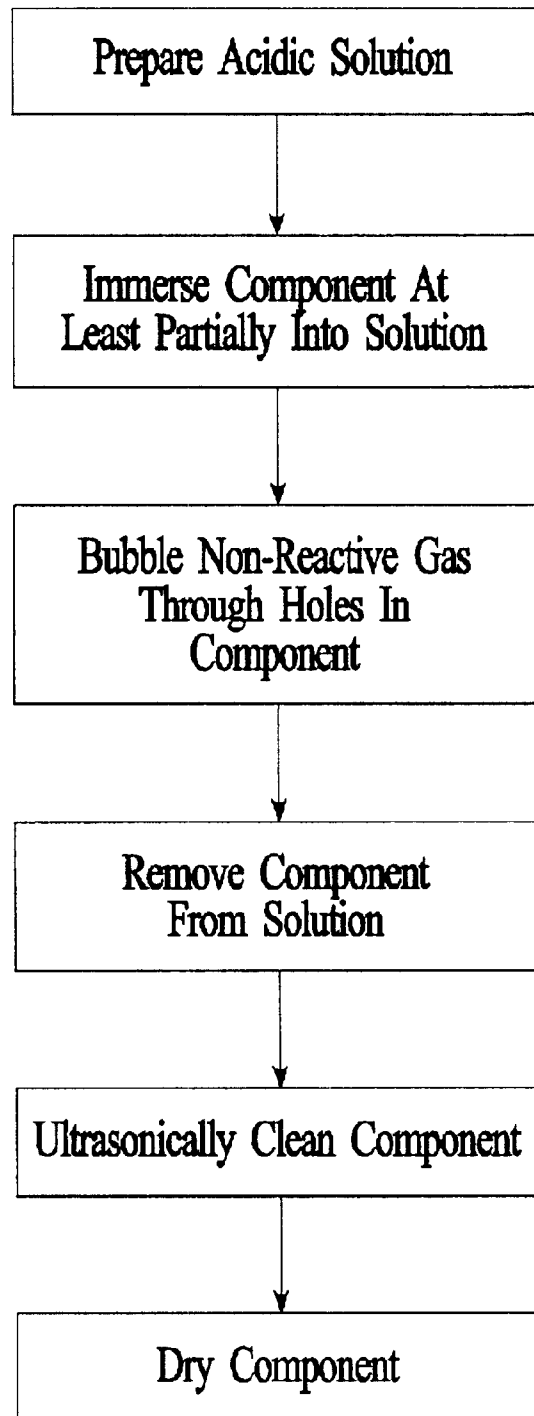 Prepare Acidic Solution
Immerse Component At
Least Partially Into Solution
Bubble Non-Reactive Gas
Through Holes In
Component
Remove Component
From Solution
Ultrasonically Clean Component
Dry Component